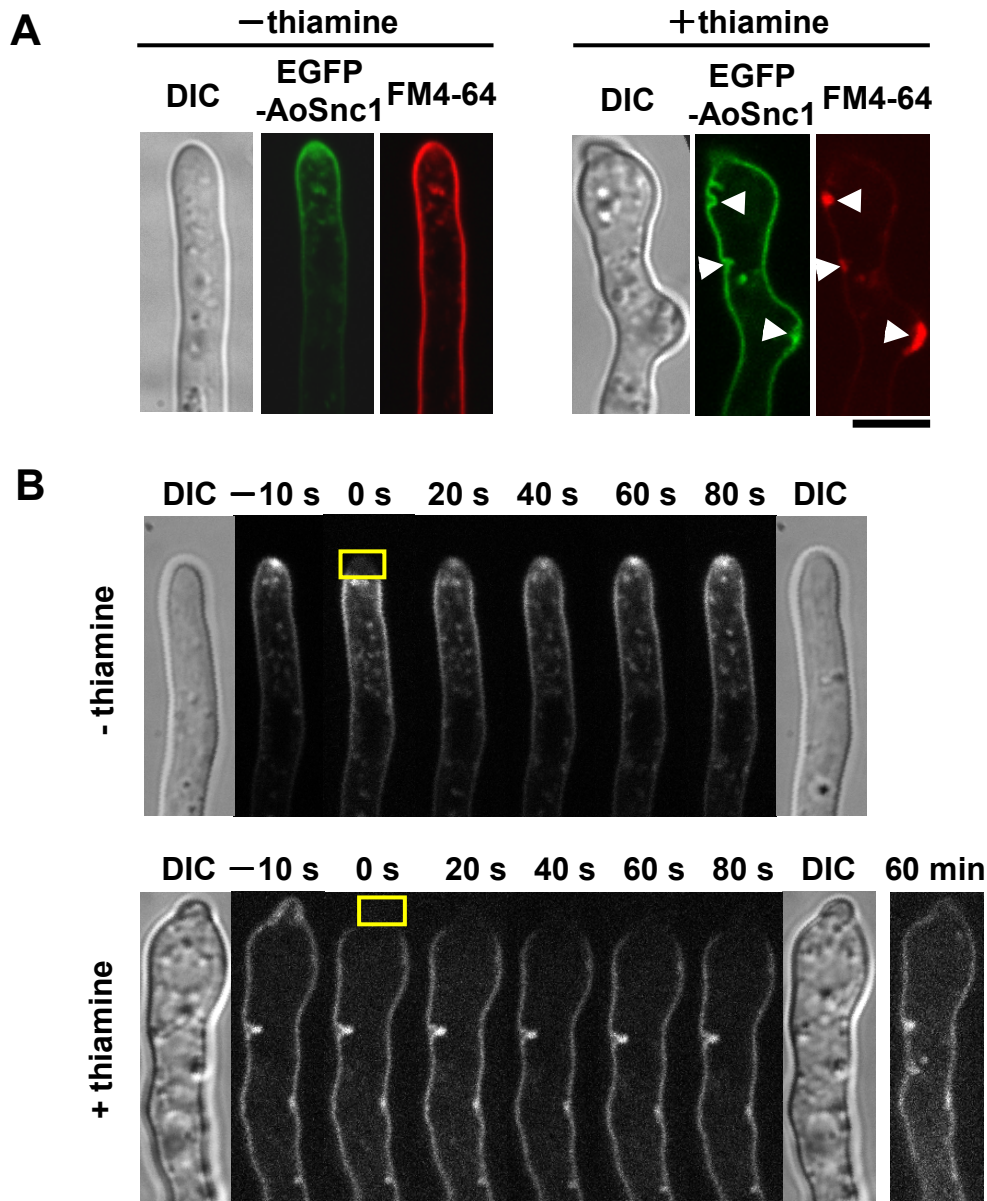 A
−thiamine
+thiamine
DIC
EGFP
-AoSnc1
FM4-64
DIC
EGFP
-AoSnc1
FM4-64
B
DIC −10 s 0 s 20 s 40 s 60 s 80 s DIC
- thiamine
DIC −10 s 0 s 20 s 40 s 60 s 80 s DIC 60 min
+ thiamine